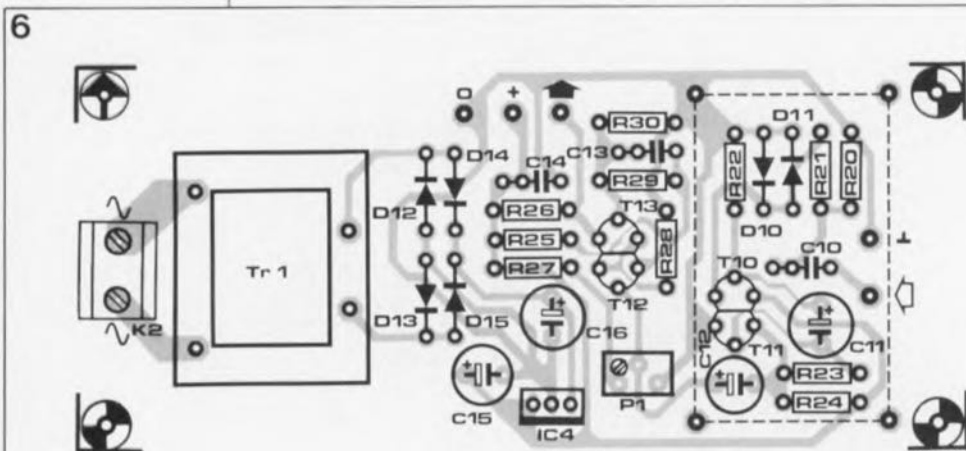 6
0 +
D11
R30
D14
C14
C13
R22
R21
R20
R29
D12
R26
T13
R28
D10
R25
T10
C10
Tr 1
R27
T12
K2
D13
D15
C16
C12
T11
C11
R23
C15
P1
R24
IC4